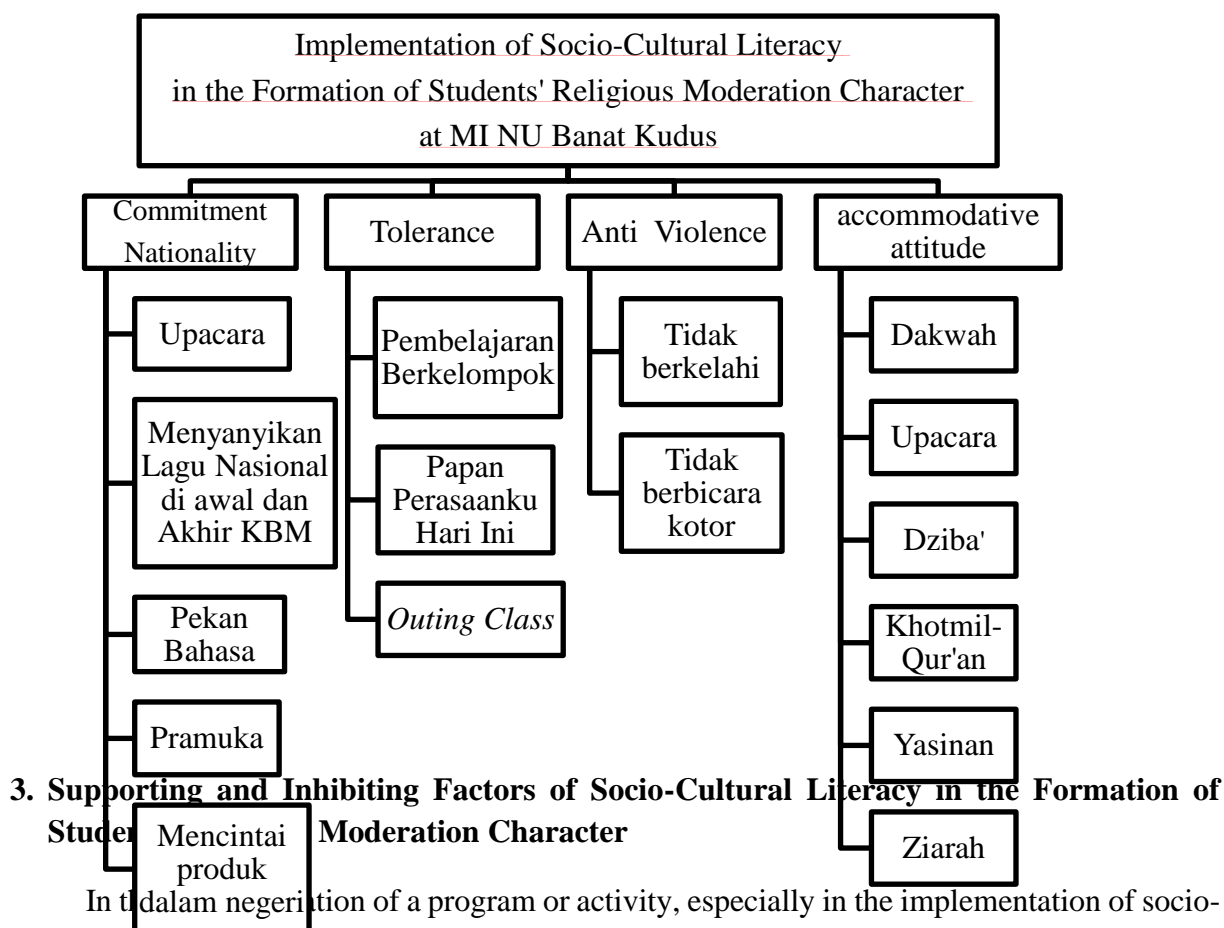 Implementation of Socio-Cultural Literacy
in the Formation of Students' Religious Moderation Character
at MI NU Banat Kudus
Commitment
Nationality
Upacara
Menyanyikan
Lagu Nasional
di awal dan
Akhir KBM
Pekan
Bahasa
Pramuka
Mencintai
produk
dalam negeri
Tolerance
Pembelajaran
Berkelompok
Papan
Perasaanku
Hari Ini
Outing Class
Anti Violence
Tidak
berkelahi
Tidak
berbicara
kotor
accommodative
attitude
Dakwah
Upacara
Dziba'
Khotmil-
Qur'an
Yasinan
Ziarah
3. Supporting and Inhibiting Factors of Socio-Cultural Literacy in the Formation of
Moderation Character
In of a program or activity, especially in the implementation of socio-